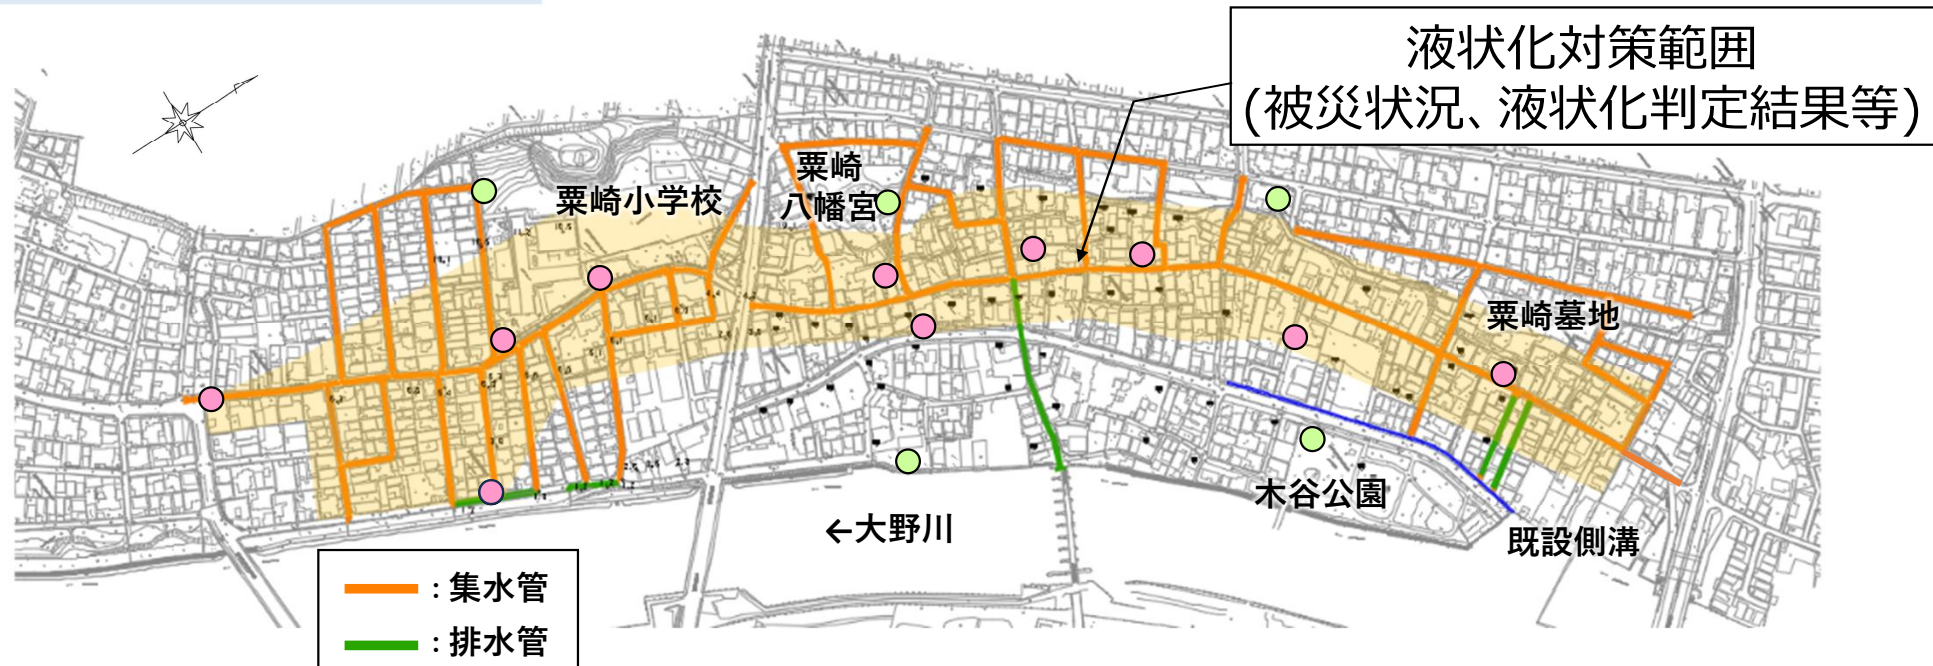 液状化対策範囲
(被災状況、液状化判定結果等)
粟崎小学校
粟崎
八幡宮
粟崎墓地
木谷公園
←大野川
既設側溝
：集水管
：排水管